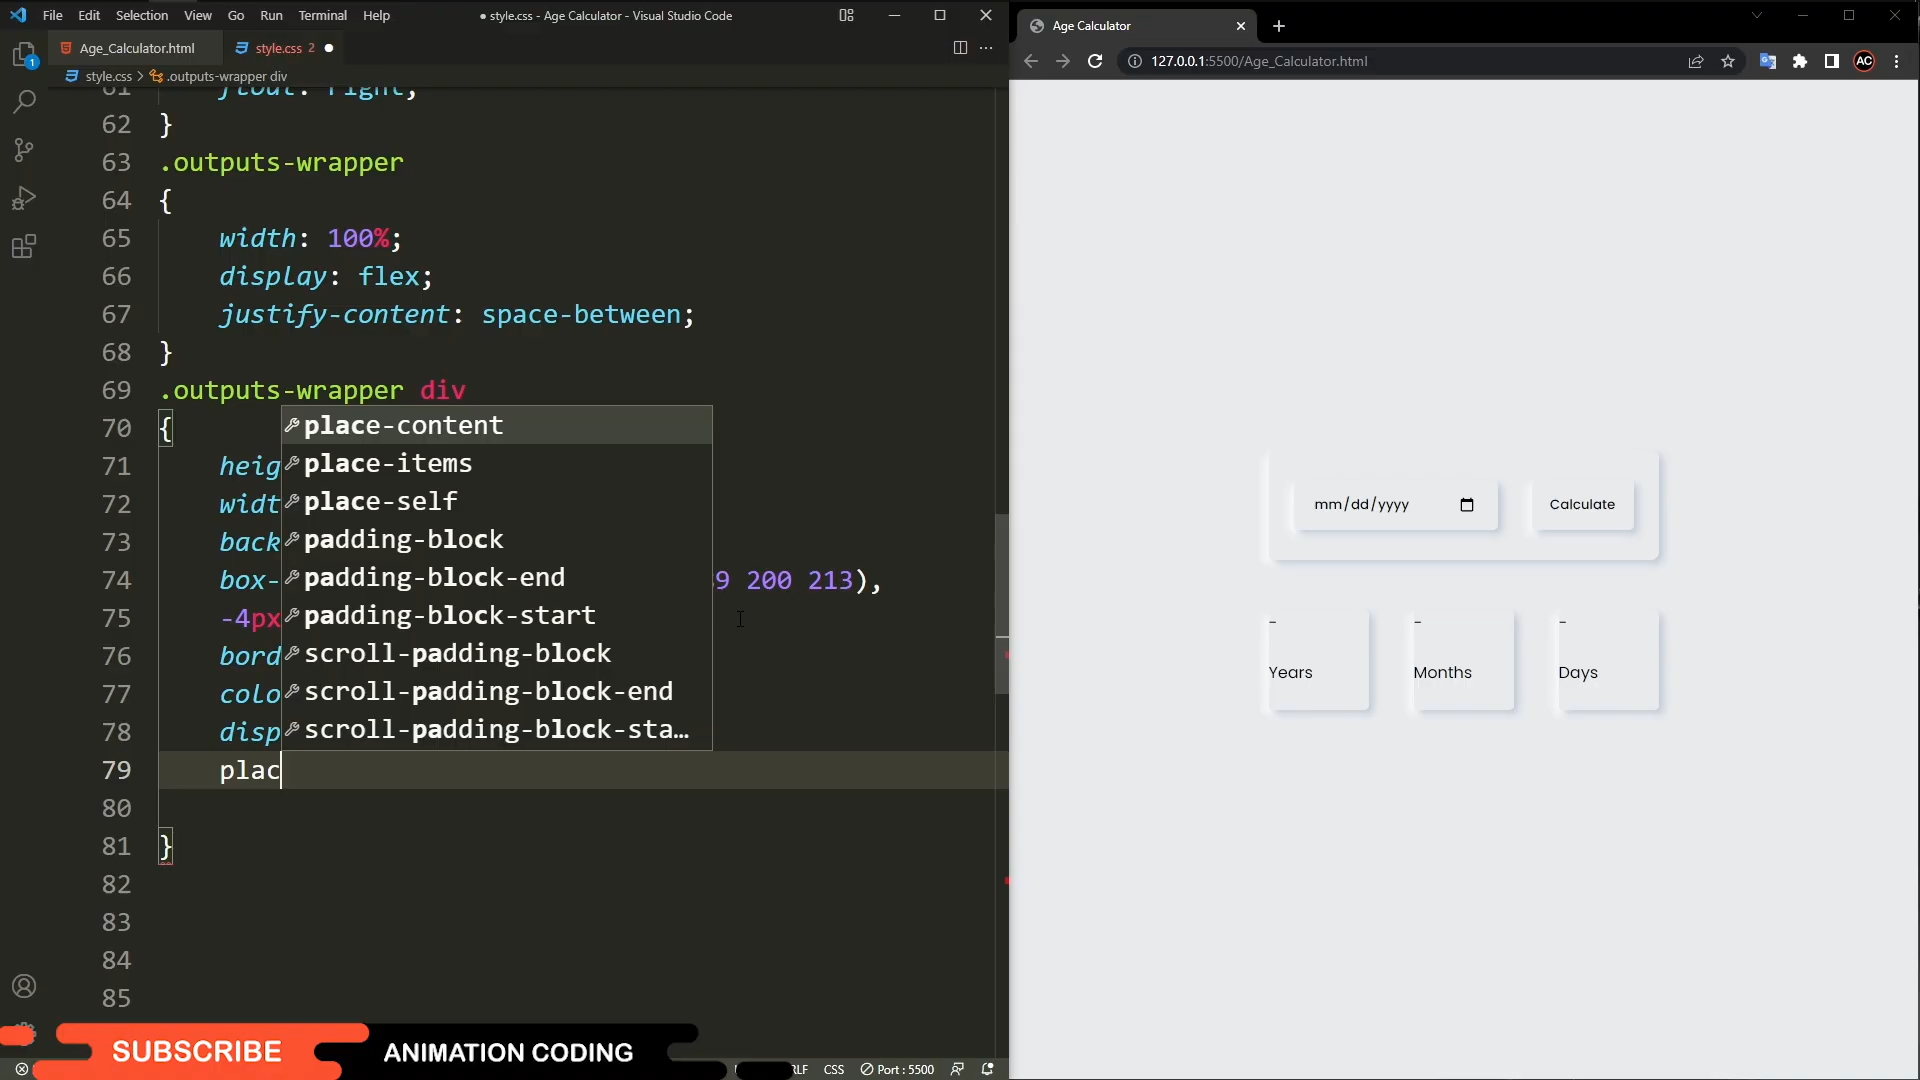 File Edit Selection View Go Run Terminal Help
● style.css - Age Calculator - Visual Studio Code
Age_Calculator.html
style.css 2 ●
style.css > .outputs-wrapper div
61 float: right;
62 }
63 .outputs-wrapper
64 {
65 width: 100%;
66 display: flex;
67 justify-content: space-between;
68 }
69 .outputs-wrapper div
70 {
71 heig
72 widt
73 back
74 box- 9 200 213),
75 -4px
76 bord
77 colo
78 disp
79 plac
80
81 }
82
83
84
85
place-content
place-items
place-self
padding-block
padding-block-end
padding-block-start
scroll-padding-block
scroll-padding-block-end
scroll-padding-block-sta…
1
SUBSCRIBE
ANIMATION CODING
CSS
Port : 5500
Age Calculator
127.0.0.1:5500/Age_Calculator.html
AC
mm/dd/yyyy
Calculate
- - -
Years Months Days